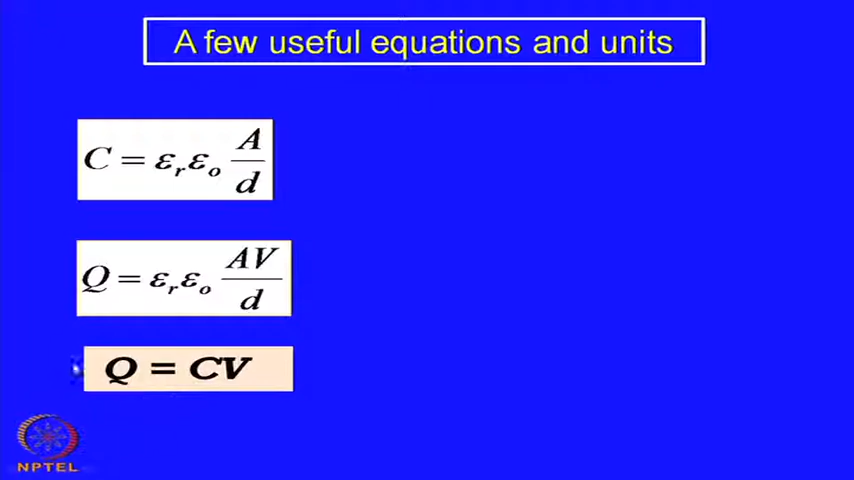 A few useful equations and units
C = εᵣεₒ A/d
Q = εᵣεₒ AV/d
Q = CV
NPTEL